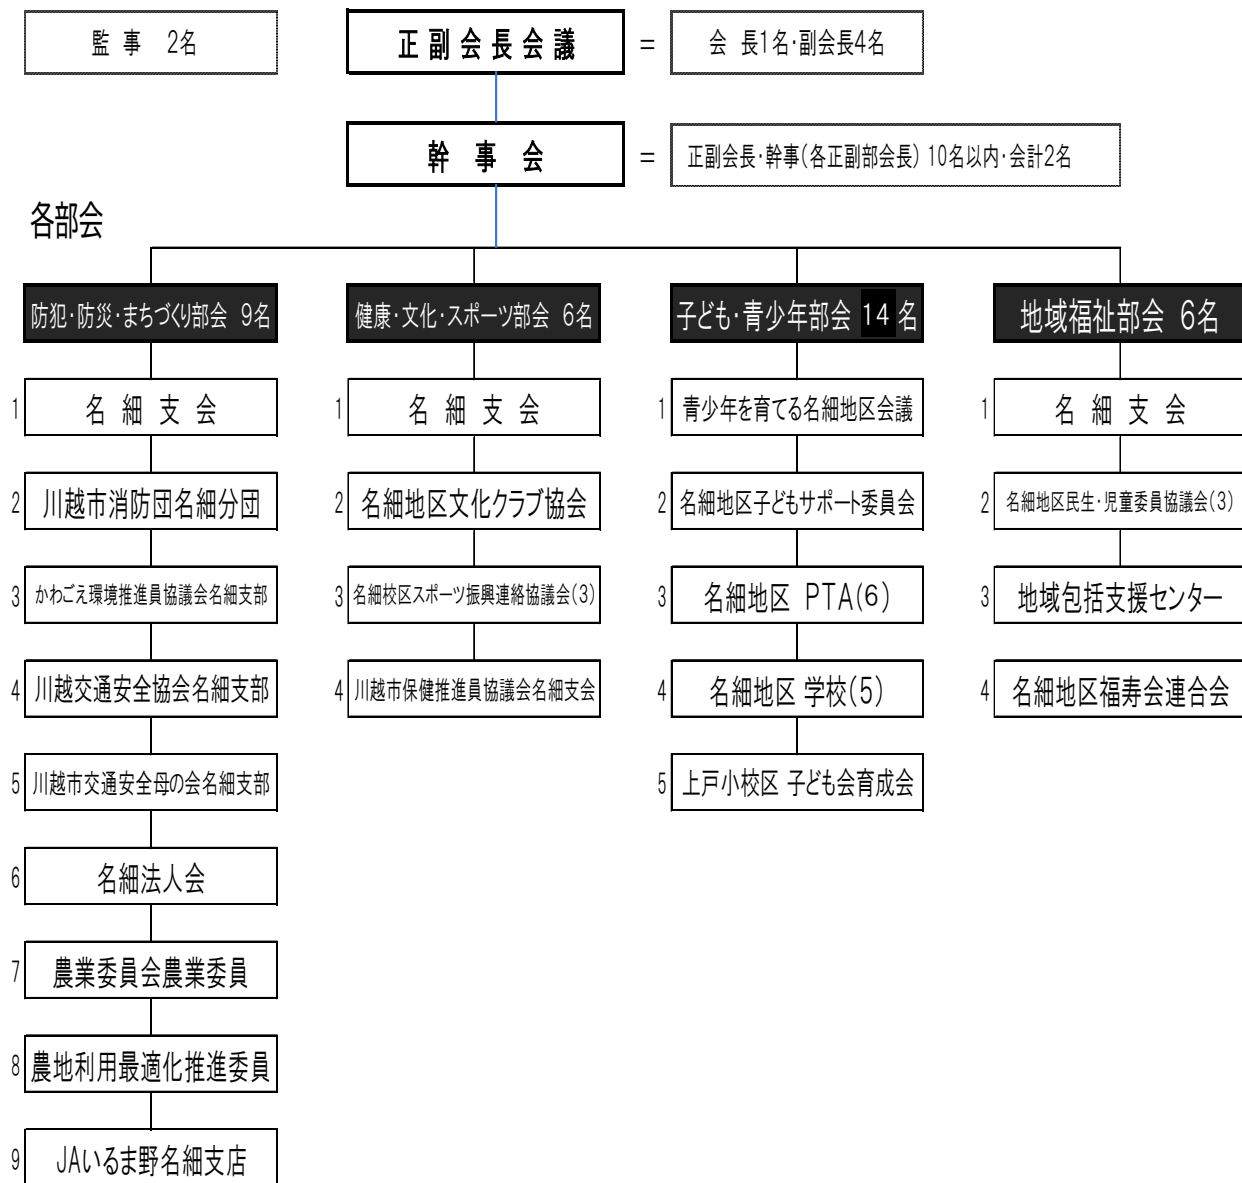 監 事 2名
正 副 会 長 会 議
=
会 長1名・副会長4名
幹 事 会
=
正副会長・幹事(各正副部会長) 10名以内・会計2名
各部会
防犯・防災・まちづくり部会 9名
1 名 細 支 会
2 川越市消防団名細分団
3 かわごえ環境推進員協議会名細支部
4 川越交通安全協会名細支部
5 川越市交通安全母の会名細支部
6 名細法人会
7 農業委員会農業委員
8 農地利用最適化推進委員
9 JAいるま野名細支店
健康・文化・スポーツ部会 6名
1 名 細 支 会
2 名細地区文化クラブ協会
3 名細校区スポーツ振興連絡協議会(3)
4 川越市保健推進員協議会名細支会
子ども・青少年部会 14 名
1 青少年を育てる名細地区会議
2 名細地区子どもサポート委員会
3 名細地区 PTA(6)
4 名細地区 学校(5)
5 上戸小校区 子ども会育成会
地域福祉部会 6名
1 名 細 支 会
2 名細地区民生・児童委員協議会(3)
3 地域包括支援センター
4 名細地区福寿会連合会